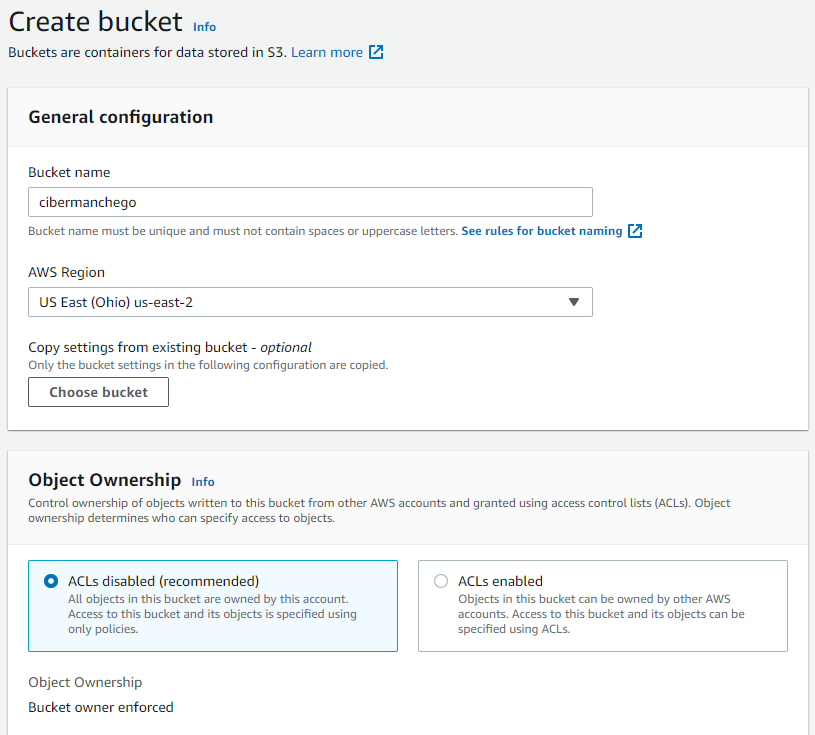 Create bucket Info
Buckets are containers for data stored in S3. Learn more
General configuration
Bucket name
cibermanchego
Bucket name must be unique and must not contain spaces or uppercase letters. See rules for bucket naming
AWS Region
US East (Ohio) us-east-2
Copy settings from existing bucket - optional
Only the bucket settings in the following configuration are copied.
Choose bucket
Object Ownership Info
Control ownership of objects written to this bucket from other AWS accounts and granted using access control lists (ACLs). Object
ownership determines who can specify access to objects.
ACLs disabled (recommended)
All objects in this bucket are owned by this account.
Access to this bucket and its objects is specified using
only policies.
ACLs enabled
Objects in this bucket can be owned by other AWS
accounts. Access to this bucket and its objects can be
specified using ACLs.
Object Ownership
Bucket owner enforced